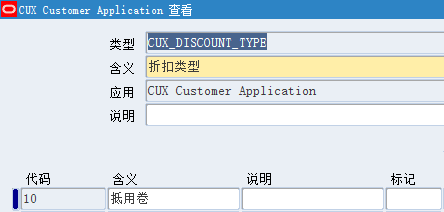 CUX Customer Application 查看
类型 CUX_DISCOUNT_TYPE
含义 折扣类型
应用 CUX Customer Application
说明
代码 含义 说明 标记
10 抵用卷